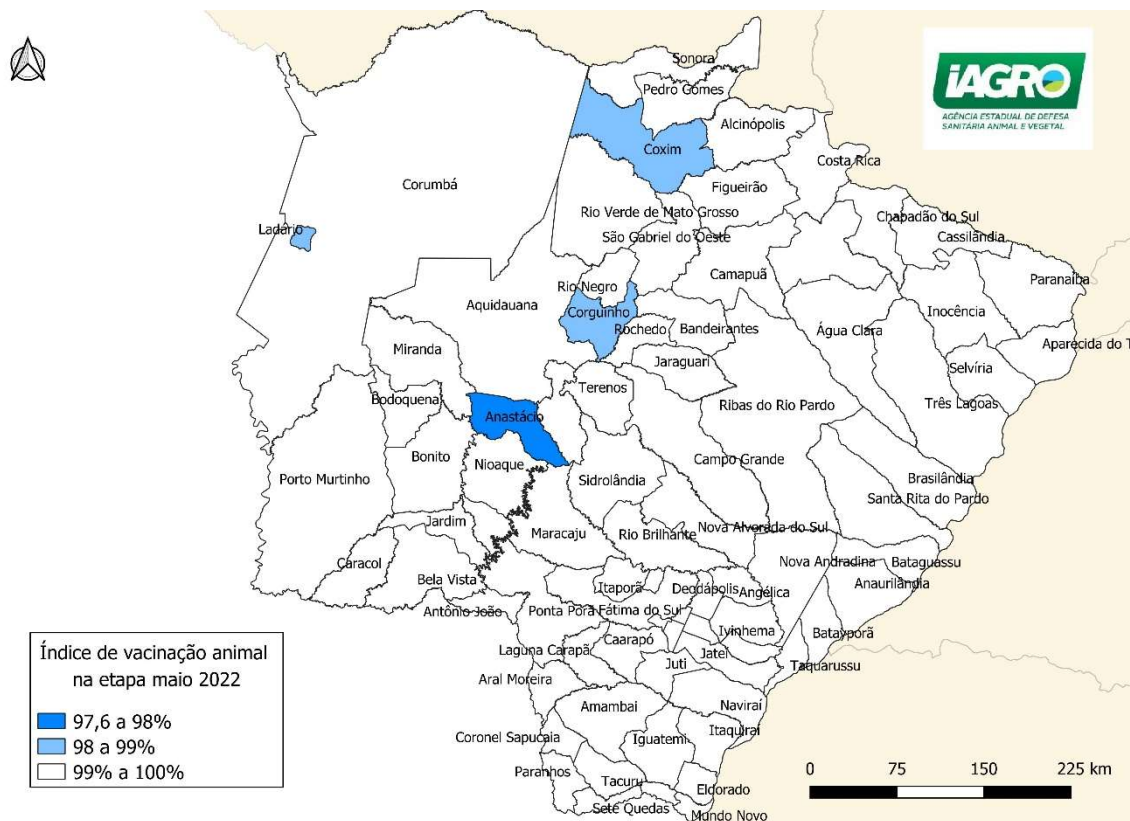 Sonora
iAGRO
AGÊNCIA ESTADUAL DE DEFESA
SANITÁRIA ANIMAL E VEGETAL
Pedro Gomes
Alcinópolis
Coxim
Costa Rica
Corumbá
Figueirão
Rio Verde de Mato Grosso
Chapadão do Sul
Ladário
São Gabriel do Oeste
Cassilândia
Camapuã
Paranaíba
Rio Negro
Aquidauana
Corguinho
Inocência
Rochedo
Bandeirantes
Água Clara
Aparecida do T
Miranda
Jaraguari
Selvíria
Terenos
Bodoquena
Ribas do Rio Pardo
Três Lagoas
Anastácio
Bonito
Nioaque
Campo Grande
Porto Murtinho
Sidrolândia
Brasilândia
Santa Rita do Pardo
Jardim
Maracaju
Rio Brilhante
Nova Alvorada do Sul
Caracol
Nova Andradina
Bataguassu
Bela Vista
Itaporã
Deodápolis
Angélica
Anaurilândia
Antônio João
Ponta Porã
Fátima do Sul
Ivinhema
Batayporã
Caarapó
Laguna Carapã
Jateí
Juti
Taquarussu
Aral Moreira
Amambai
Naviraí
Itaquiraí
Coronel Sapucaia
Iguatemi
Paranhos
Tacuru
Eldorado
Sete Quedas
Mundo Novo
Índice de vacinação animal
na etapa maio 2022
97,6 a 98%
98 a 99%
99% a 100%
0 75 150 225 km